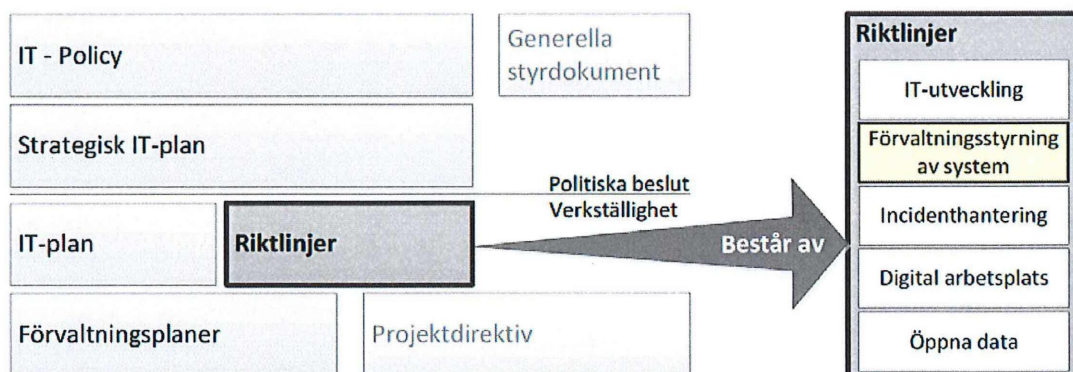 IT - Policy
Generella
styrdokument
Strategisk IT-plan
Politiska beslut
Verkställighet
IT-plan
Riktlinjer
Består av
Förvaltningsplaner
Projektdirektiv
Riktlinjer
IT-utveckling
Förvaltningsstyrning
av system
Incidenthantering
Digital arbetsplats
Öppna data